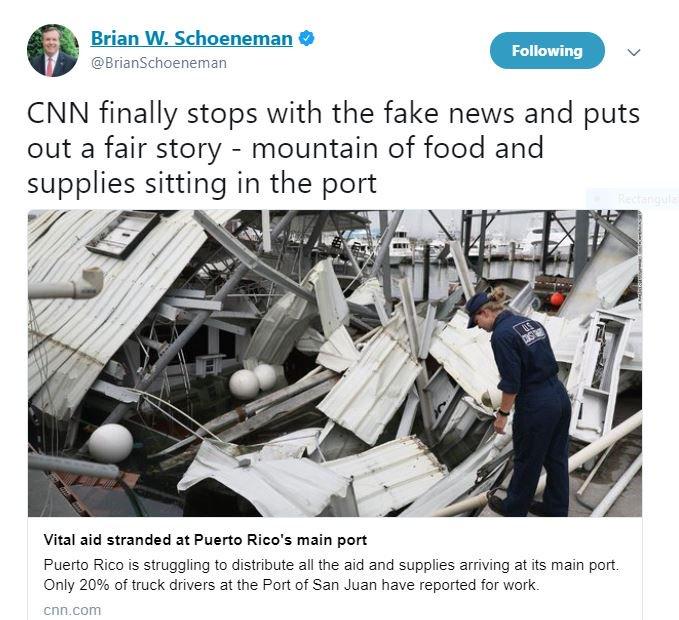 Brian W. Schoeneman
@BrianSchoeneman
Following
CNN finally stops with the fake news and puts
out a fair story - mountain of food and
supplies sitting in the port
Rectangula
U.S.
COAST GUARD
Vital aid stranded at Puerto Rico's main port
Puerto Rico is struggling to distribute all the aid and supplies arriving at its main port.
Only 20% of truck drivers at the Port of San Juan have reported for work.
cnn.com